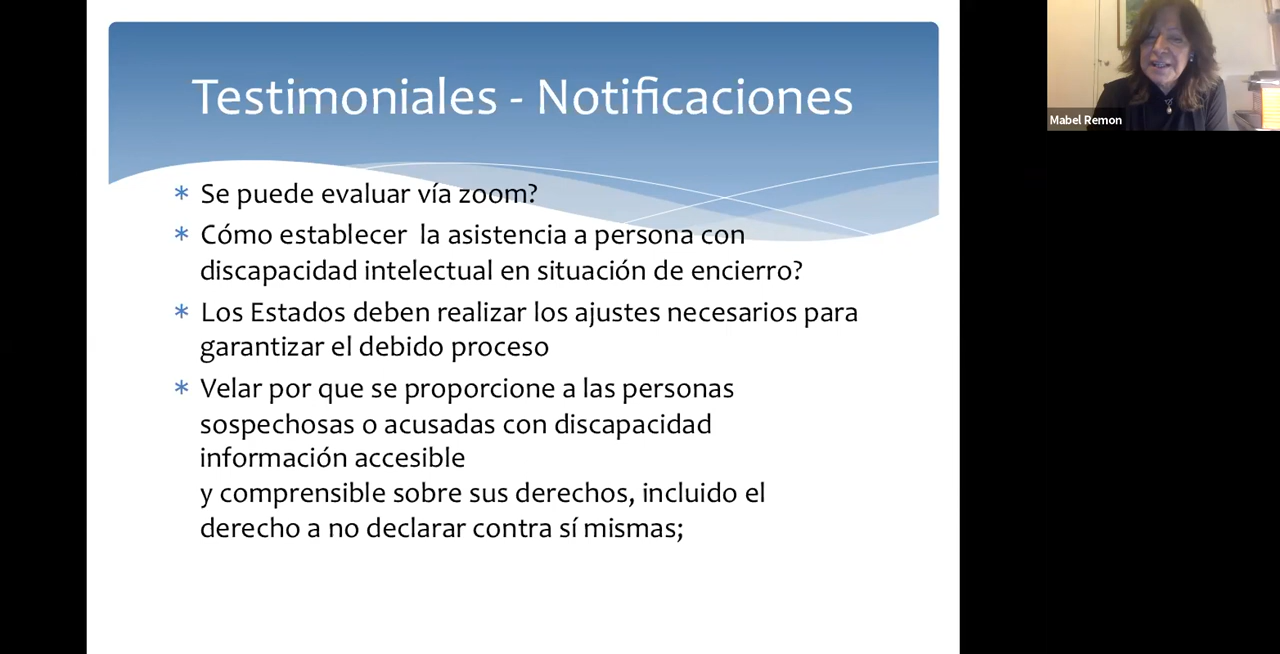 Testimoniales - Notificaciones
Mabel Remon
* Se puede evaluar vía zoom?
* Cómo establecer la asistencia a persona con
discapacidad intelectual en situación de encierro?
* Los Estados deben realizar los ajustes necesarios para
garantizar el debido proceso
* Velar por que se proporcione a las personas
sospechosas o acusadas con discapacidad
información accesible
y comprensible sobre sus derechos, incluido el
derecho a no declarar contra sí mismas;